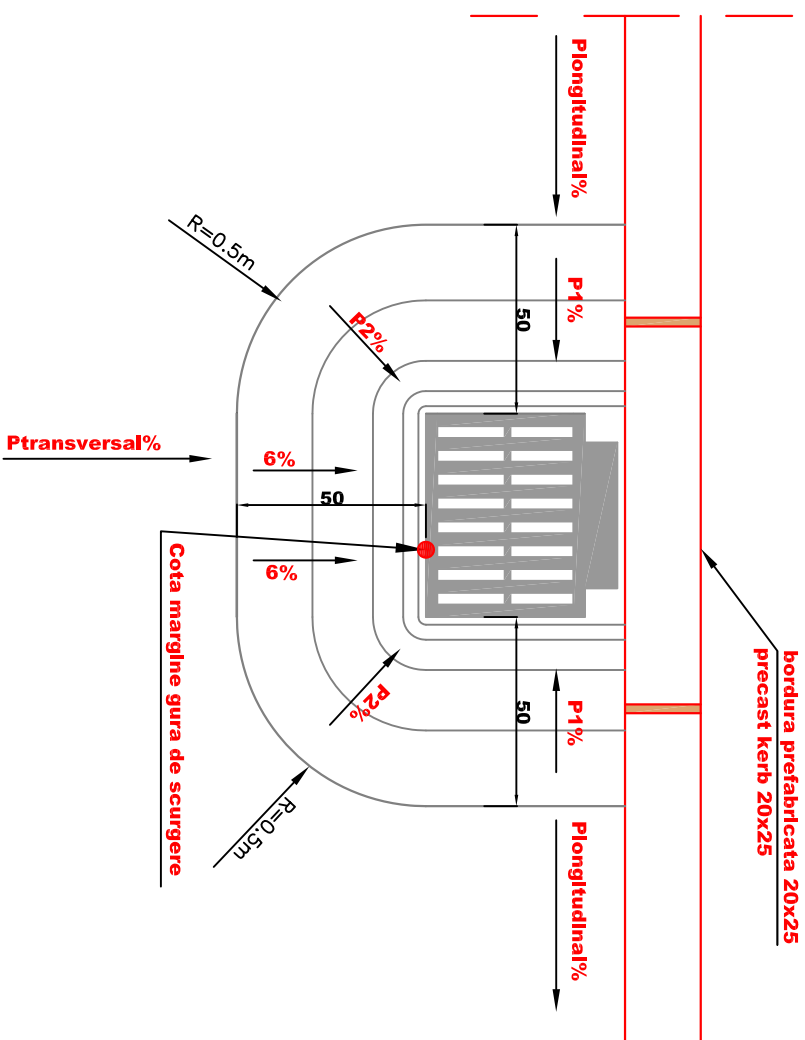 Plongitudinal%
R=0.5m
P1%
50
P2%
Ptransversal%
6%
50
6%
Cota margine gura de scurgere
P2%
50
P1%
R=0.5m
Plongitudinal%
bordura prefabricata 20x25
precast kerb 20x25